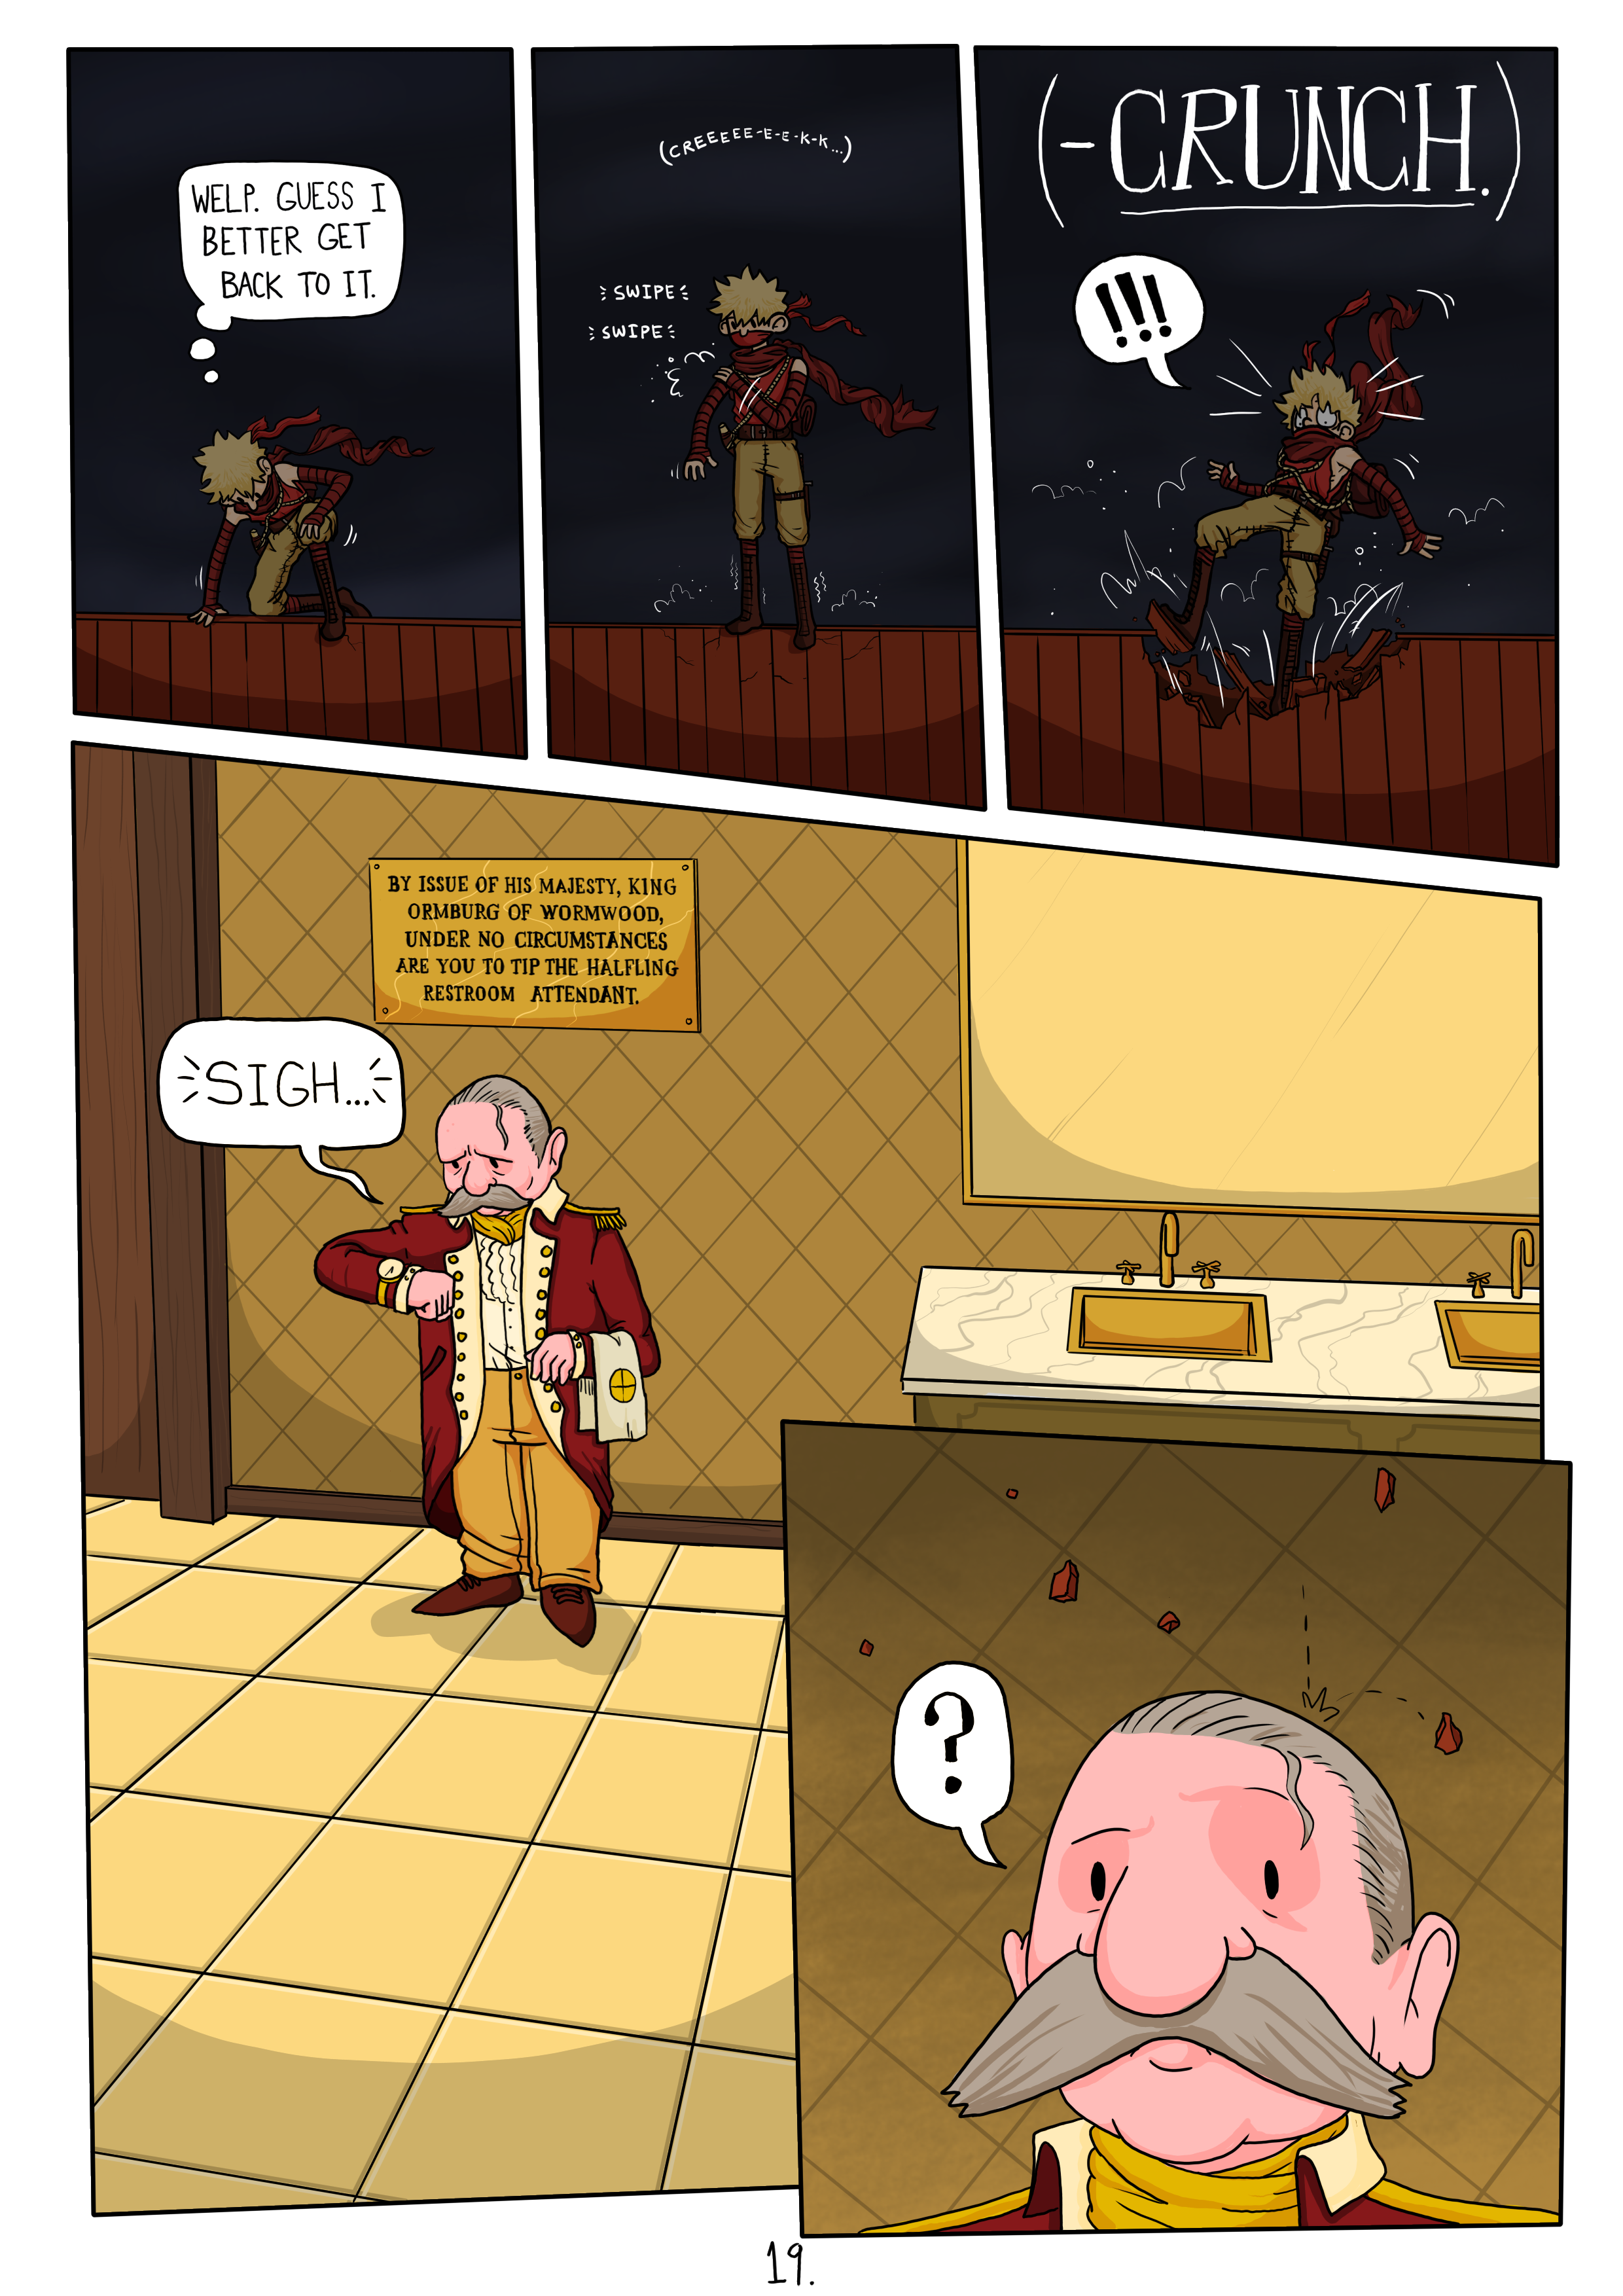 WELP. GUESS I
BETTER GET
BACK TO IT.
(CREEEEE-E-E-K-K...)
SWIPE
SWIPE
(-CRUNCH.)
!!!
BY ISSUE OF HIS MAJESTY, KING
ORMBURG OF WORMWOOD,
UNDER NO CIRCUMSTANCES
ARE YOU TO TIP THE HALFLING
RESTROOM ATTENDANT.
SIGH...
?
19.